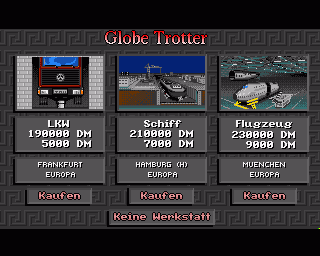 Globe Trotter
LKW
190000 DM
5000 DM
FRANKFURT
EUROPA
Kaufen
Schiff
210000 DM
7000 DM
HAMBURG (H)
EUROPA
Kaufen
Flugzeug
230000 DM
9000 DM
MUENCHEN
EUROPA
Kaufen
Keine Werkstatt